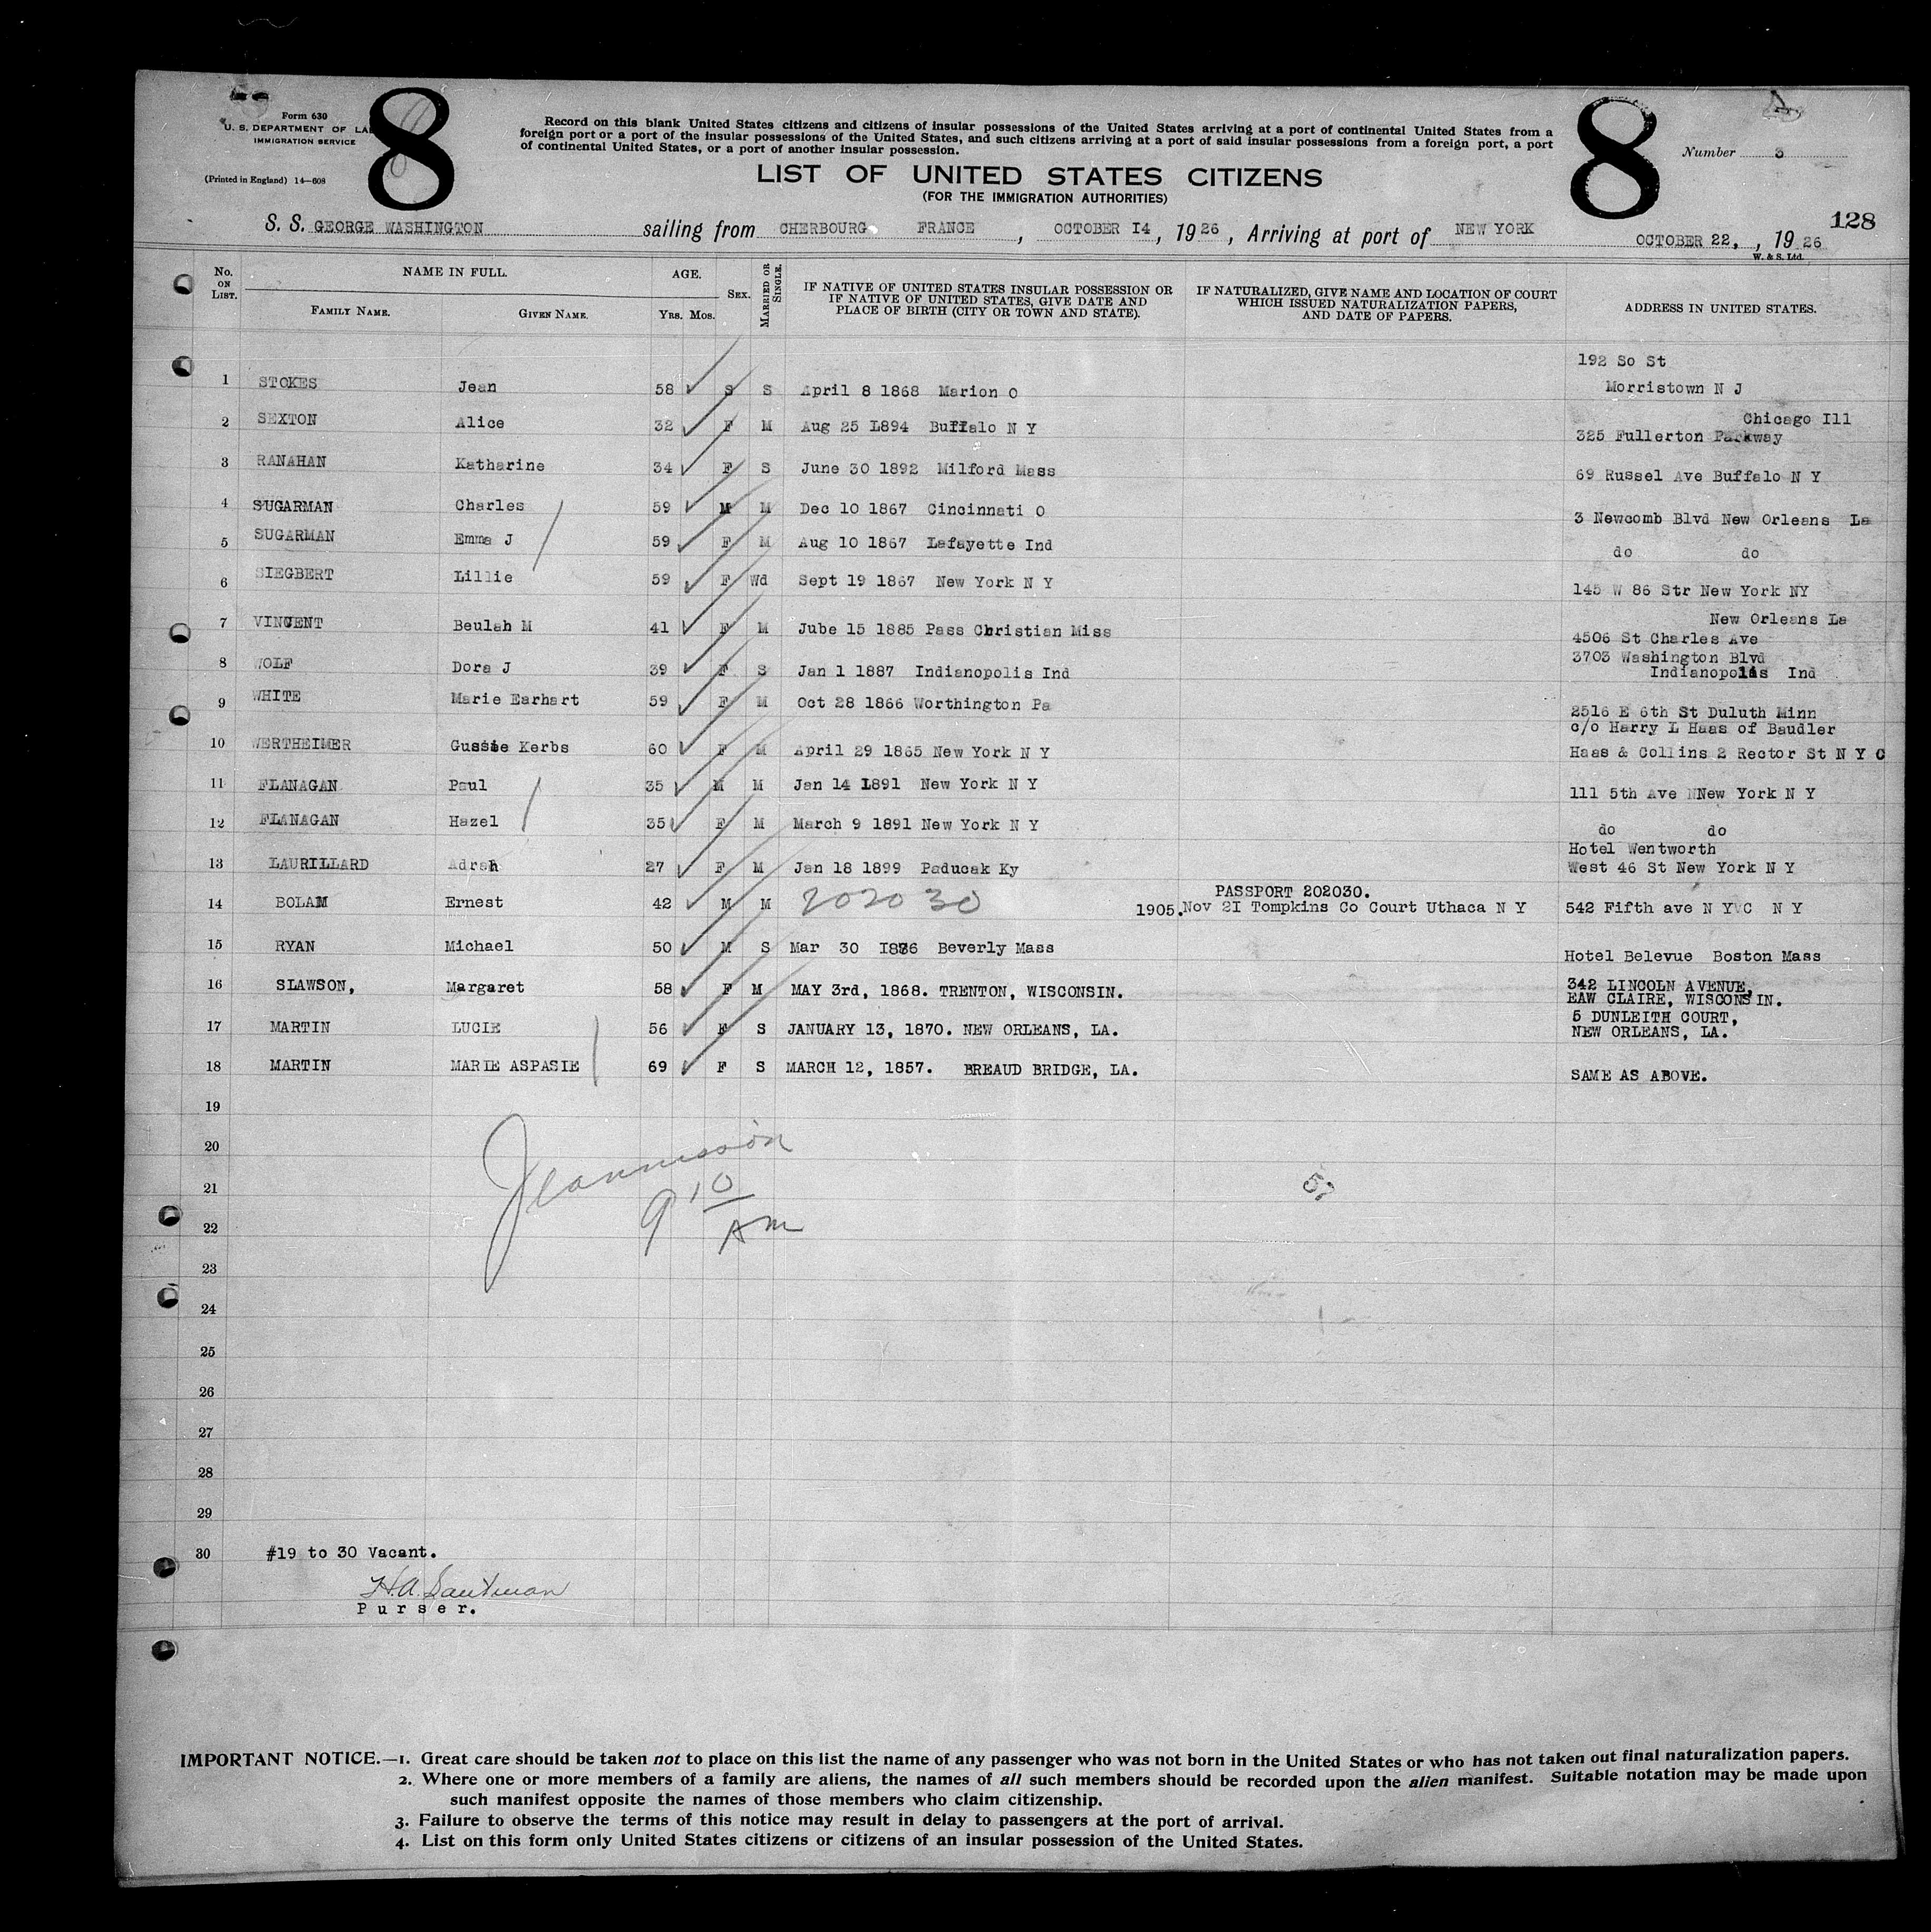 Form 630
U. S. DEPARTMENT OF LA
IMMIGRATION SERVICE
(Printed in England) 14—608
8
8
Record on this blank United States citizens and citizens of insular possessions of the United States arriving at a port of continental United States from a
foreign port or a port of the insular possessions of the United States, and such citizens arriving at a port of said insular possessions from a foreign port, a port
of continental United States, or a port of another insular possession.
Number 3
LIST OF UNITED STATES CITIZENS
(FOR THE IMMIGRATION AUTHORITIES)
128
S. S. GEORGE WASHINGTON sailing from CHERBOURG, FRANCE, OCTOBER I4, 1926, Arriving at port of NEW YORK OCTOBER 22,, 1926
W. & S. Ltd.
No. ON LIST. NAME IN FULL. AGE. SEX. MARRIED OR SINGLE. IF NATIVE OF UNITED STATES INSULAR POSSESSION OR IF NATIVE OF UNITED STATES, GIVE DATE AND PLACE OF BIRTH (CITY OR TOWN AND STATE). IF NATURALIZED, GIVE NAME AND LOCATION OF COURT WHICH ISSUED NATURALIZATION PAPERS, AND DATE OF PAPERS. ADDRESS IN UNITED STATES.
FAMILY NAME. GIVEN NAME. Yrs. Mos.
192 So St
1 STOKES Jean 58 S S April 8 1868 Marion O Morristown N J
Chicago Ill
2 SEXTON Alice 32 F M Aug 25 L894 Buffalo N Y 325 Fullerton Parkway
3 RANAHAN Katharine 34 F S June 30 1892 Milford Mass 69 Russel Ave Buffalo N Y
4 SUGARMAN Charles 59 M M Dec 10 1867 Cincinnati O 3 Newcomb Blvd New Orleans La
5 SUGARMAN Emma J 59 F M Aug 10 1867 Lafayette Ind do do
6 SIEGBERT Lillie 59 F Wd Sept 19 1867 New York N Y 145 W 86 Str New York NY
New Orleans La
7 VINCENT Beulah M 41 F M Jube 15 1885 Pass Christian Miss 4506 St Charles Ave
3703 Washington Blvd
8 WOLF Dora J 39 F S Jan 1 1887 Indianopolis Ind Indianopolis Ind
9 WHITE Marie Earhart 59 F M Oct 28 1866 Worthington Pa 2516 E 6th St Duluth Minn
c/o Harry L Haas of Baudler
10 WERTHEIMER Gussie Kerbs 60 F M April 29 1865 New York N Y Haas & Collins 2 Rector St N Y C
11 FLANAGAN Paul 35 M M Jan 14 1891 New York N Y 111 5th Ave NNew York N Y
12 FLANAGAN Hazel 35 F M March 9 1891 New York N Y do do
Hotel Wentworth
13 LAURILLARD Adrah 27 F M Jan 18 1899 Paducak Ky West 46 St New York N Y
PASSPORT 202030.
14 BOLAM Ernest 42 M M 202030 1905. Nov 2I Tompkins Co Court Uthaca N Y 542 Fifth ave N Y C N Y
15 RYAN Michael 50 M S Mar 30 I876 Beverly Mass Hotel Belevue Boston Mass
16 SLAWSON, Margaret 58 F M MAY 3rd, 1868. TRENTON, WISCONSIN. 342 LINCOLN AVENUE,
EAW CLAIRE, WISCONSIN.
17 MARTIN LUCIE 56 F S JANUARY 13, 1870. NEW ORLEANS, LA. 5 DUNLEITH COURT,
NEW ORLEANS, LA.
18 MARTIN MARIE ASPASIE 69 F S MARCH 12, 1857. BREAUD BRIDGE, LA. SAME AS ABOVE.
19
20
21
9 10 AM
57
22
23
24
25
26
27
28
29
30 #19 to 30 Vacant.
Purser.
IMPORTANT NOTICE.—1. Great care should be taken not to place on this list the name of any passenger who was not born in the United States or who has not taken out final naturalization papers.
2. Where one or more members of a family are aliens, the names of all such members should be recorded upon the alien manifest. Suitable notation may be made upon
such manifest opposite the names of those members who claim citizenship.
3. Failure to observe the terms of this notice may result in delay to passengers at the port of arrival.
4. List on this form only United States citizens or citizens of an insular possession of the United States.